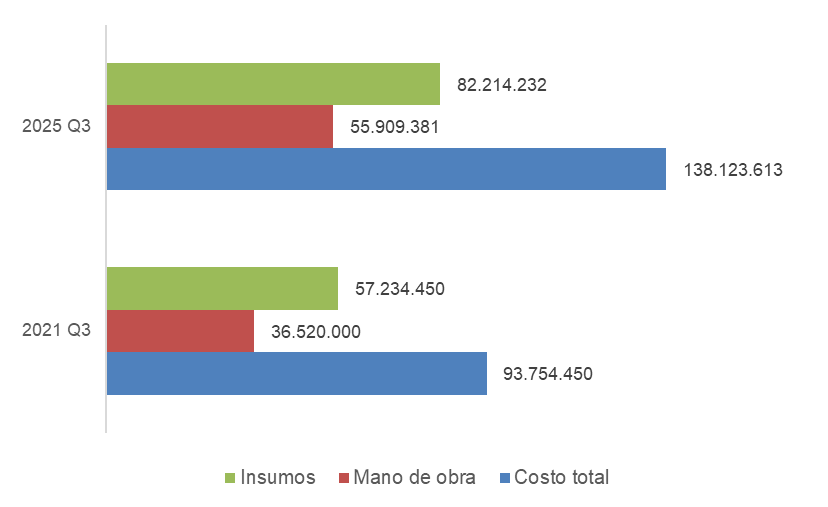 82.214.232
2025 Q3
55.909.381
138.123.613
57.234.450
2021 Q3
36.520.000
93.754.450
Insumos
Mano de obra
Costo total